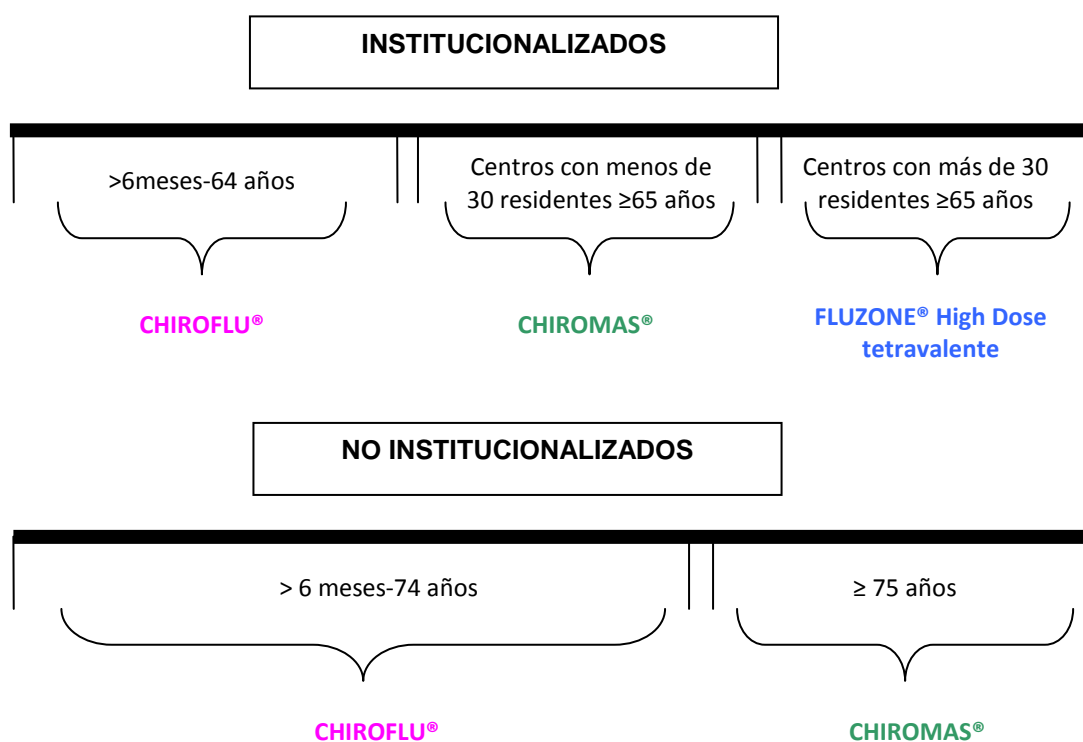 INSTITUCIONALIZADOS
>6meses-64 años
Centros con menos de
30 residentes ≥65 años
Centros con más de 30
residentes ≥65 años
CHIROFLU®
CHIROMAS®
FLUZONE® High Dose
tetravalente
NO INSTITUCIONALIZADOS
> 6 meses-74 años
≥ 75 años
CHIROFLU®
CHIROMAS®